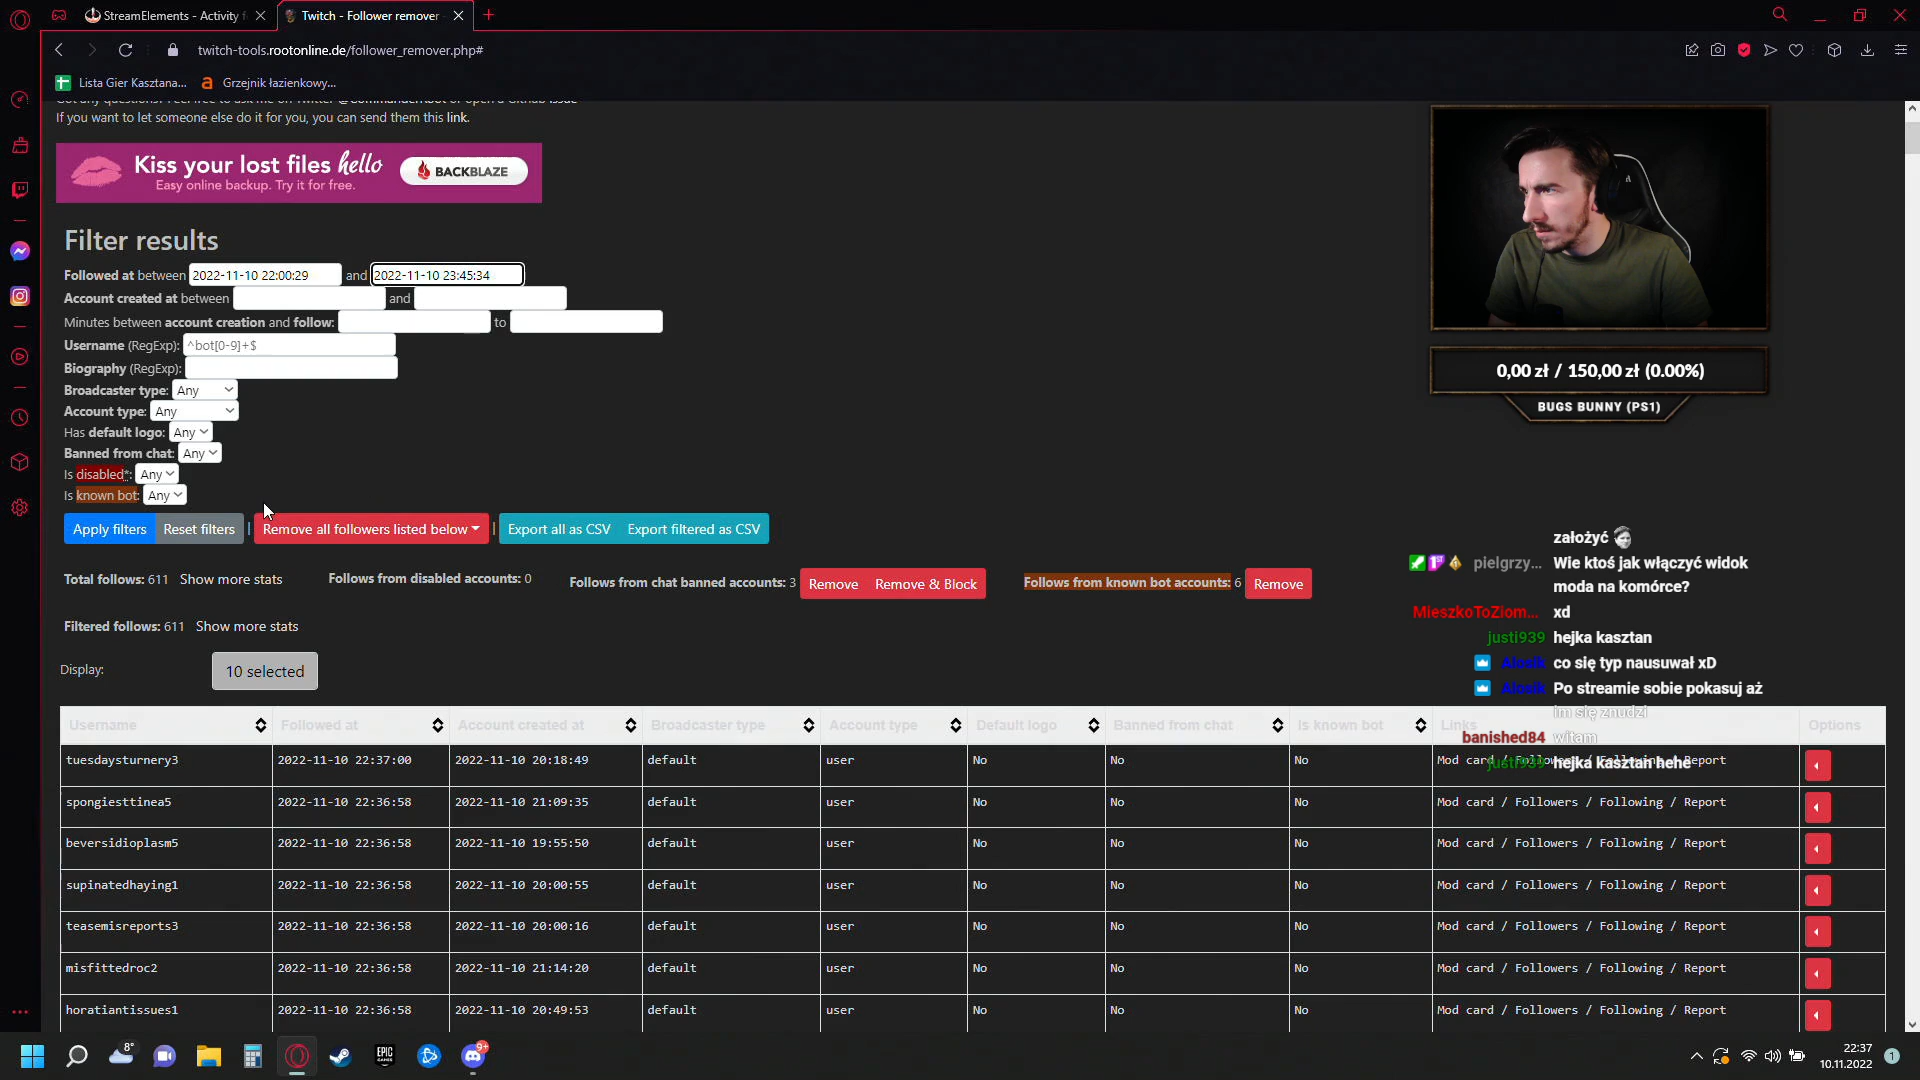 StreamElements - Activity f
Twitch - Follower remover -
twitch-tools.rootonline.de/follower_remover.php#
Lista Gier Kasztana...
Grzejnik łazienkowy...
If you want to let someone else do it for you, you can send them this link.
Kiss your lost files hello
Easy online backup. Try it for free.
BACKBLAZE
Filter results
Followed at between 2022-11-10 22:00:29 and 2022-11-10 23:45:34
Account created at between and
Minutes between account creation and follow: to
Username (RegExp): ^bot[0-9]+$
Biography (RegExp):
Broadcaster type: Any
Account type: Any
Has default logo: Any
Banned from chat: Any
Is disabled*: Any
Is known bot: Any
Apply filters Reset filters | Remove all followers listed below | Export all as CSV Export filtered as CSV
Total follows: 611 Show more stats Follows from disabled accounts: 0 Follows from chat banned accounts: 3 Remove Remove & Block Follows from known bot accounts: 6 Remove
Filtered follows: 611 Show more stats
Display: 10 selected
0,00 zł / 150,00 zł (0.00%)
BUGS BUNNY (PS1)
założyć
pielgrzy... Wie ktoś jak włączyć widok
moda na komórce?
MieszkoToZiom... xd
justi939 hejka kasztan
co się typ nausuwał xD
Po streamie sobie pokasuj aż
im się znudzi
banished84 witam
justi939 hejka kasztan hehe
Username Followed at Account created at Broadcaster type Account type Default logo Banned from chat Is known bot Links Options
tuesdaysturnery3 2022-11-10 22:37:00 2022-11-10 20:18:49 default user No No No Mod card / Followers / Following / Report
spongiesttinea5 2022-11-10 22:36:58 2022-11-10 21:09:35 default user No No No Mod card / Followers / Following / Report
beversidioplasm5 2022-11-10 22:36:58 2022-11-10 19:55:50 default user No No No Mod card / Followers / Following / Report
supinatedhaying1 2022-11-10 22:36:58 2022-11-10 20:00:55 default user No No No Mod card / Followers / Following / Report
teasemisreports3 2022-11-10 22:36:58 2022-11-10 20:00:16 default user No No No Mod card / Followers / Following / Report
misfittedroc2 2022-11-10 22:36:58 2022-11-10 21:14:20 default user No No No Mod card / Followers / Following / Report
horatiantissues1 2022-11-10 22:36:58 2022-11-10 20:49:53 default user No No No Mod card / Followers / Following / Report
8°
EPIC GAMES
9+
22:37
10.11.2022
1